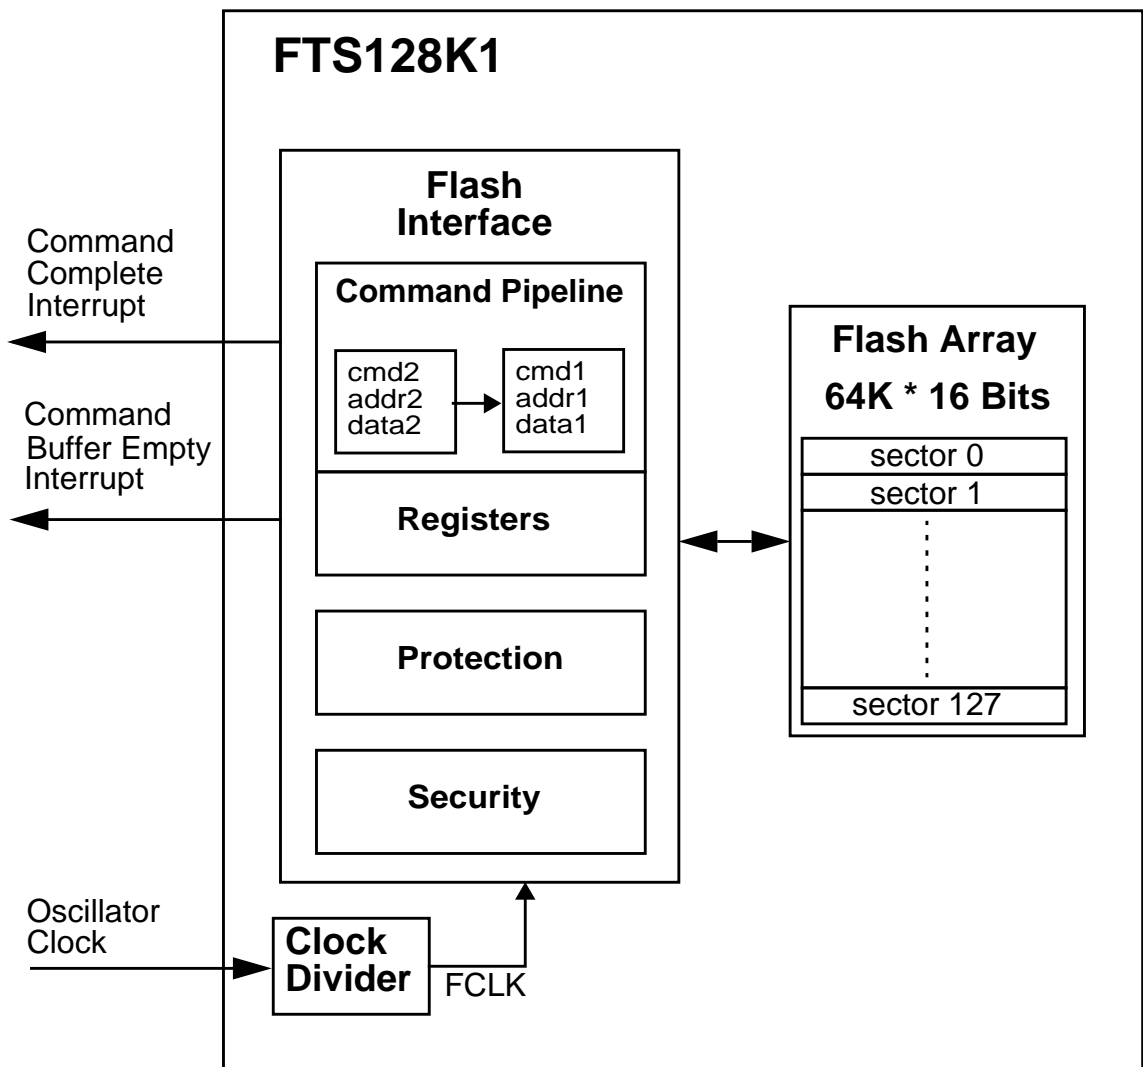 FTS128K1
Flash
Interface
Command
Complete
Interrupt
Command Pipeline
cmd2
addr2
data2
cmd1
addr1
data1
Flash Array
64K * 16 Bits
sector 0
sector 1
sector 127
Command
Buffer Empty
Interrupt
Registers
Protection
Security
Oscillator
Clock
Clock
Divider
FCLK